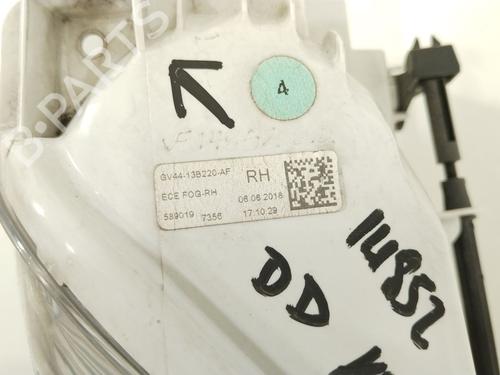 B-PARTS
4
GV44-13B220-AF RH
ECE FOG-RH 06.06.2018
589019 7356 17:10:29
14852
DD